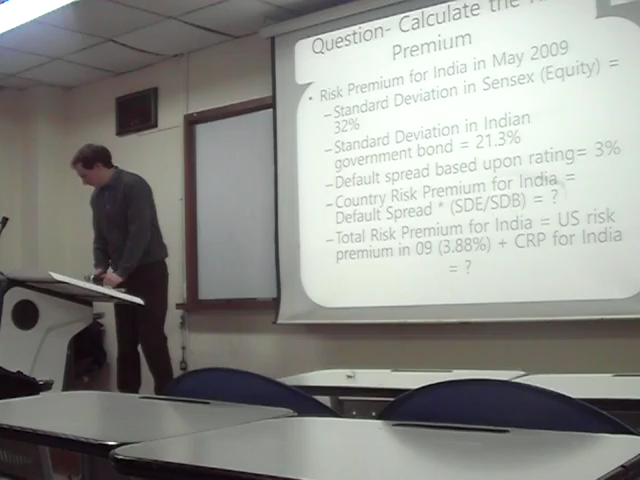 Question- Calculate the
Premium
• Risk Premium for India in May 2009
–Standard Deviation in Sensex (Equity) =
32%
–Standard Deviation in Indian
government bond = 21.3%
–Default spread based upon rating= 3%
–Country Risk Premium for India =
Default Spread * (SDE/SDB) = ?
–Total Risk Premium for India = US risk
premium in 09 (3.88%) + CRP for India
= ?